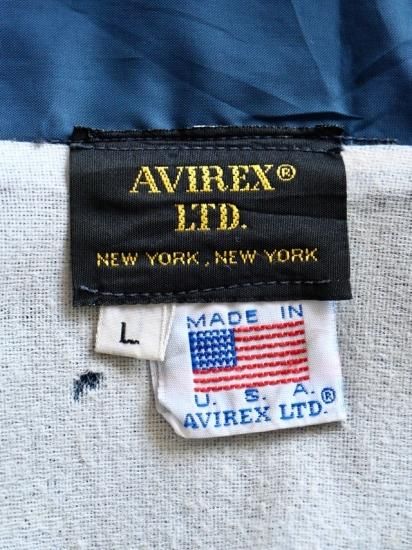 AVIREX®
LTD.
NEW YORK, NEW YORK
L
MADE IN
U. S. A.
AVIREX LTD.®